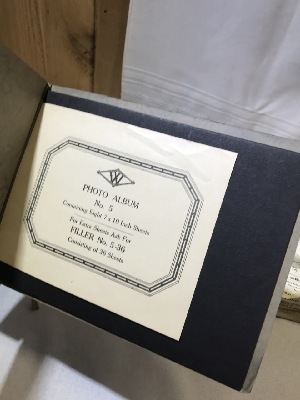 W
PHOTO ALBUM
No. 5
Containing Eight 7 x 10 Inch Sheets
For Extra Sheets Ask For
FILLER No. 5-36
Consisting of 36 Sheets